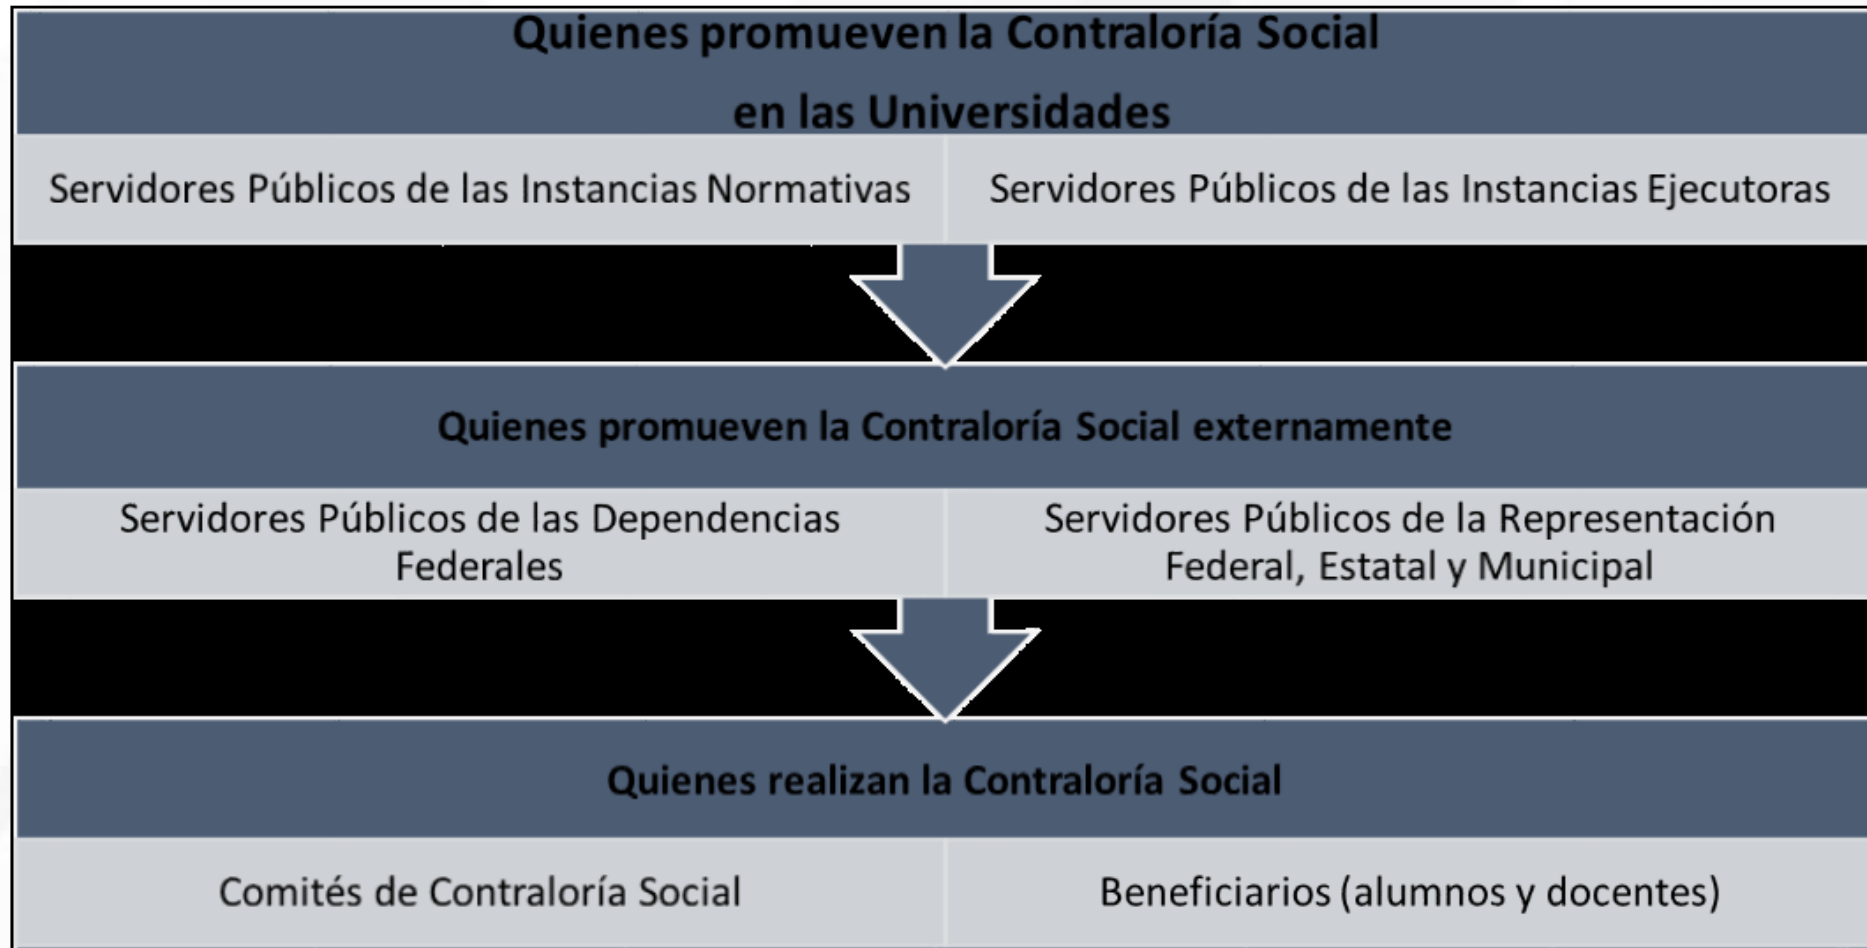 Quienes promueven la Contraloría Social
en las Universidades
Servidores Públicos de las Instancias Normativas
Servidores Públicos de las Instancias Ejecutoras
Quienes promueven la Contraloría Social externamente
Servidores Públicos de las Dependencias
Federales
Servidores Públicos de la Representación
Federal, Estatal y Municipal
Quienes realizan la Contraloría Social
Comités de Contraloría Social
Beneficiarios (alumnos y docentes)